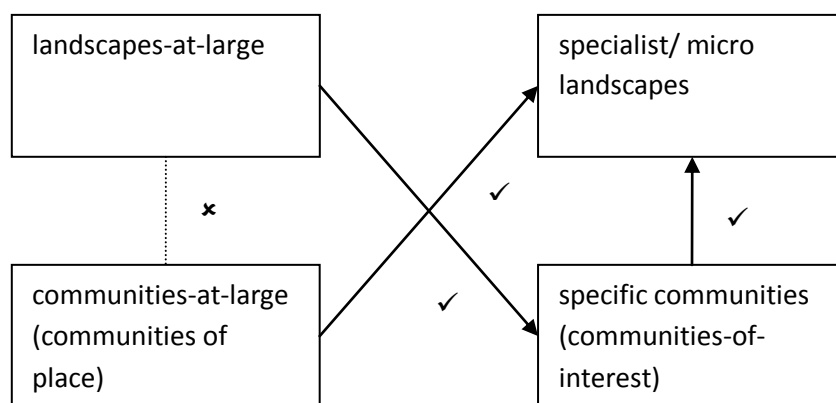 landscapes-at-large
specialist/ micro
landscapes
✘
✓
✓
✓
communities-at-large
(communities of
place)
specific communities
(communities-of-
interest)